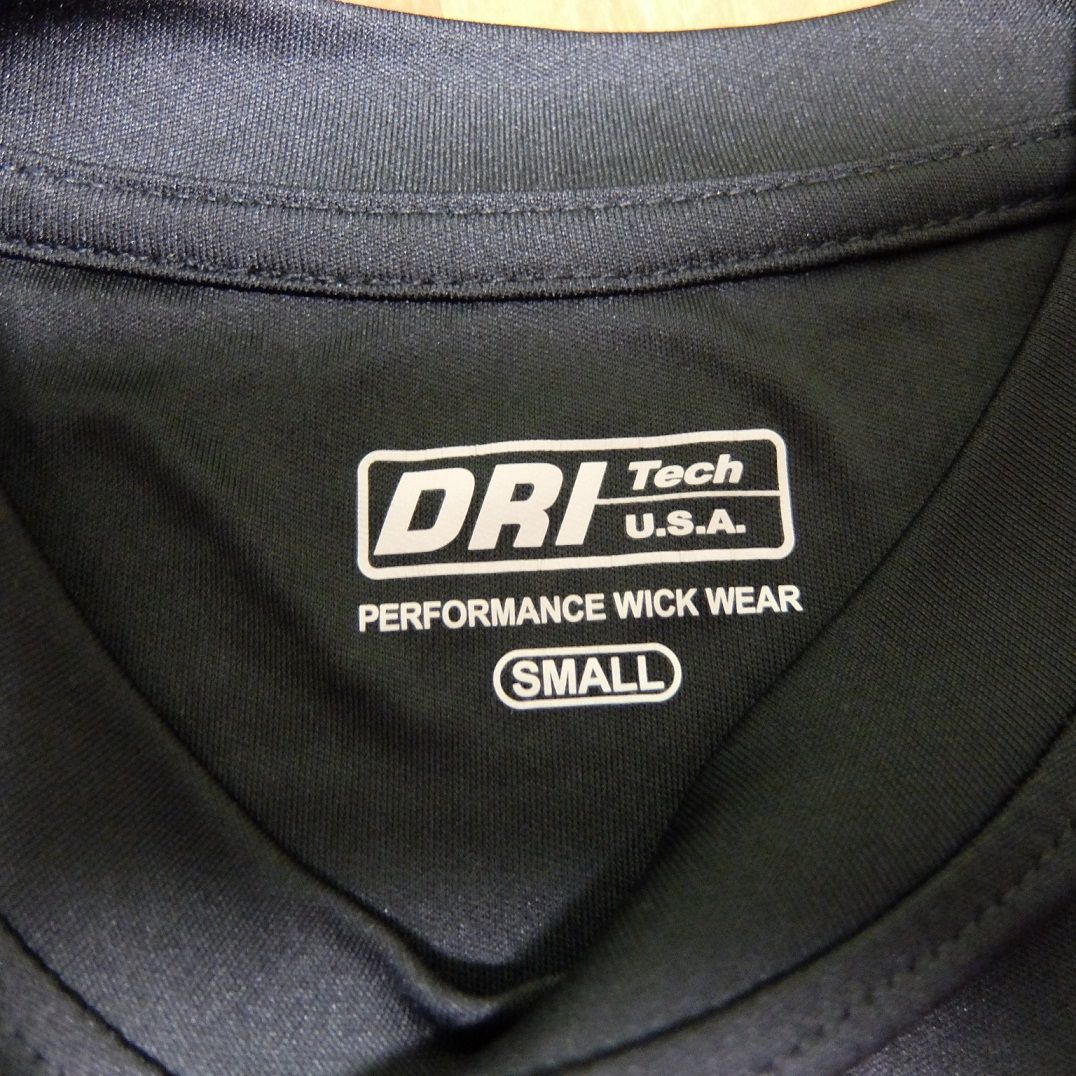 DRI Tech
U.S.A.
PERFORMANCE WICK WEAR
SMALL